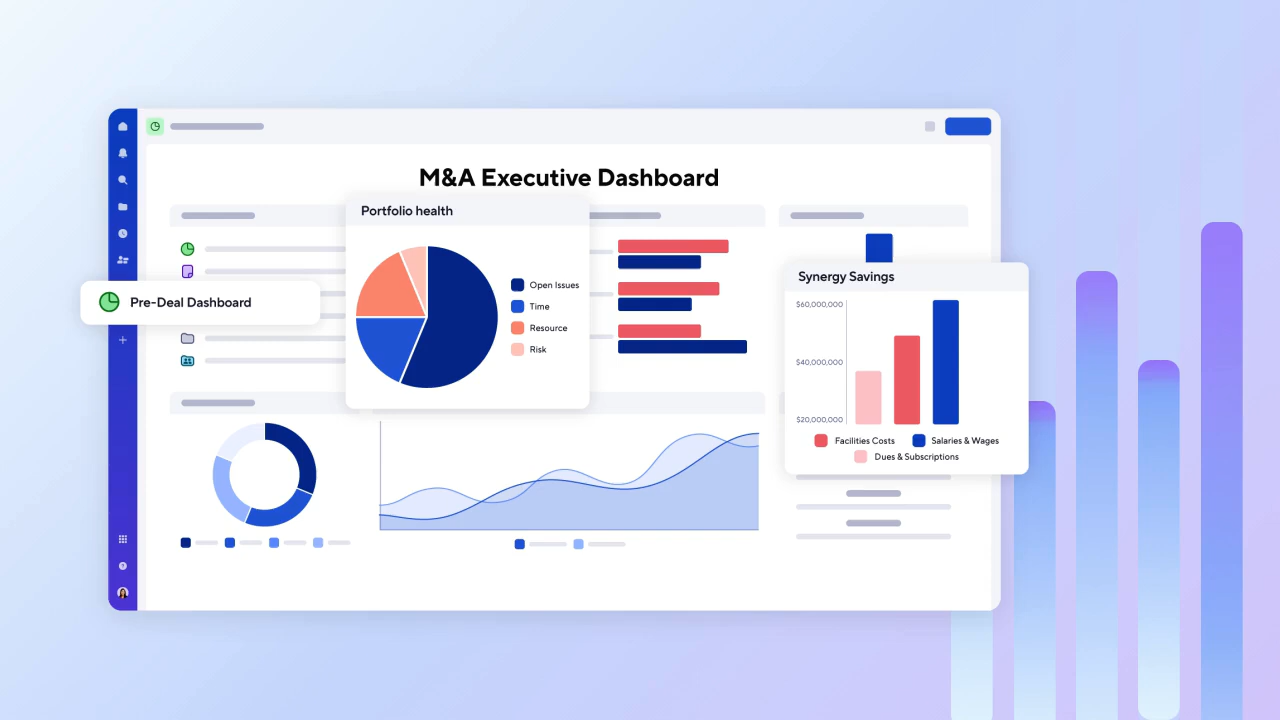 M&A Executive Dashboard
Portfolio health
Open Issues
Time
Resource
Risk
Pre-Deal Dashboard
Synergy Savings
$60,000,000
$40,000,000
$20,000,000
Facilities Costs
Salaries & Wages
Dues & Subscriptions